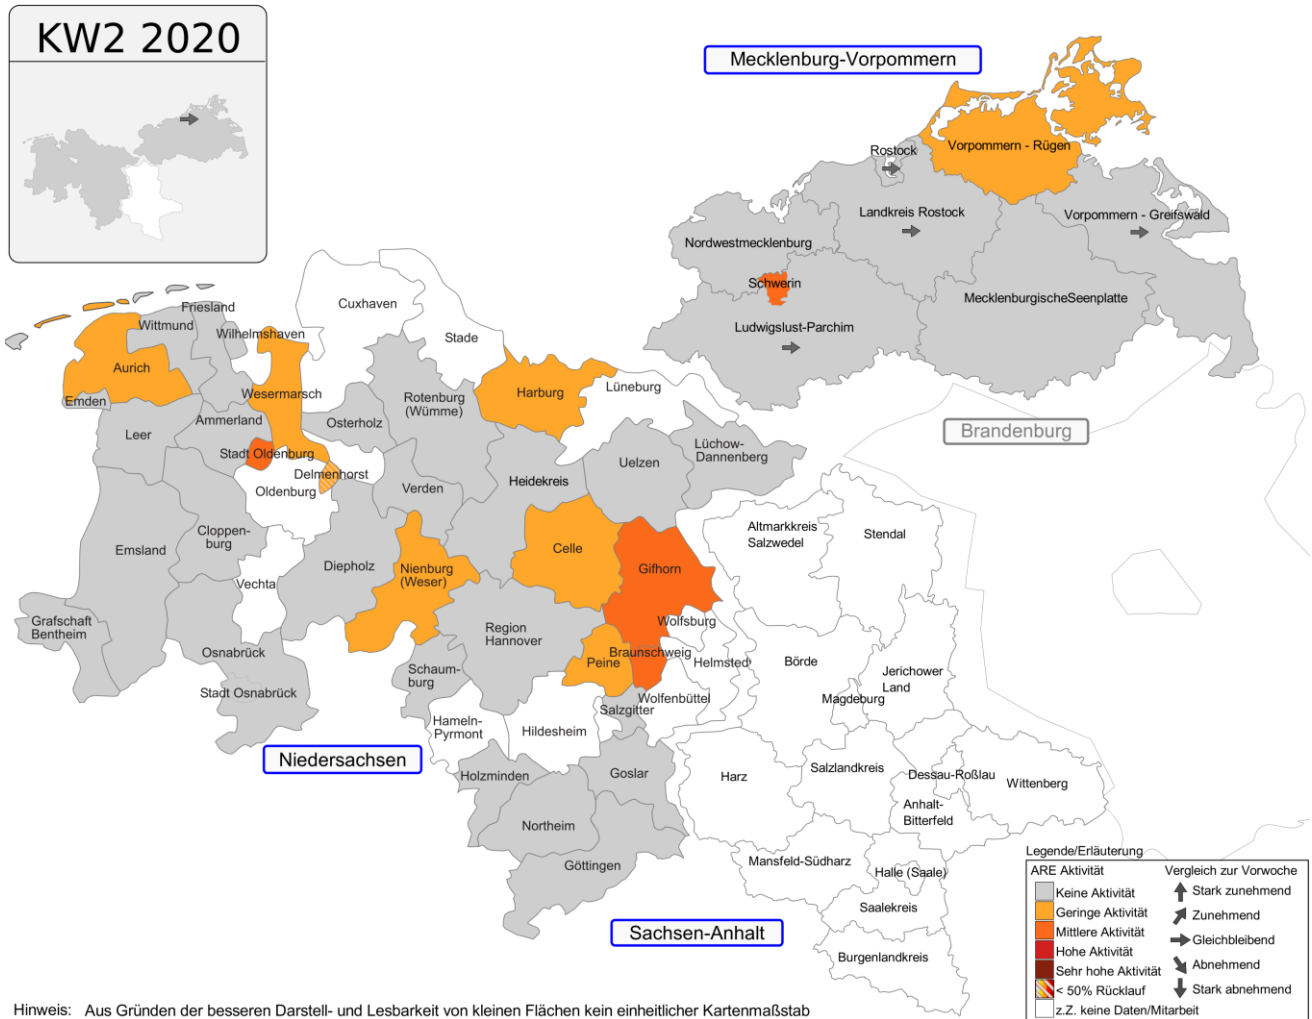 KW2 2020
Mecklenburg-Vorpommern
Rostock
Vorpommern - Rügen
Landkreis Rostock
Vorpommern - Greifswald
Nordwestmecklenburg
Schwerin
MecklenburgischeSeenplatte
Ludwigslust-Parchim
Cuxhaven
Friesland
Wittmund
Wilhelmshaven
Stade
Aurich
Wesermarsch
Harburg
Lüneburg
Emden
Rotenburg
(Wümme)
Ammerland
Osterholz
Leer
Brandenburg
Stadt Oldenburg
Lüchow-
Dannenberg
Uelzen
Delmenhorst
Oldenburg
Verden
Heidekreis
Altmarkkreis
Salzwedel
Stendal
Cloppen-
burg
Emsland
Celle
Diepholz
Nienburg
(Weser)
Gifhorn
Vechta
Grafschaft
Bentheim
Region
Hannover
Wolfsburg
Osnabrück
Braunschweig
Peine
Helmsted
Börde
Jerichower
Land
Schaum-
burg
Stadt Osnabrück
Wolfenbüttel
Magdeburg
Salzgitter
Hameln-
Pyrmont
Hildesheim
Niedersachsen
Holzminden
Goslar
Harz
Salzlandkreis
Dessau-Roßlau
Wittenberg
Anhalt-
Bitterfeld
Northeim
Göttingen
Mansfeld-Südharz
Halle (Saale)
Saalekreis
Sachsen-Anhalt
Burgenlandkreis
Legende/Erläuterung
ARE Aktivität
Keine Aktivität
Geringe Aktivität
Mittlere Aktivität
Hohe Aktivität
Sehr hohe Aktivität
< 50% Rücklauf
z.Z. keine Daten/Mitarbeit
Vergleich zur Vorwoche
Stark zunehmend
Zunehmend
Gleichbleibend
Abnehmend
Stark abnehmend
Hinweis: Aus Gründen der besseren Darstell- und Lesbarkeit von kleinen Flächen kein einheitlicher Kartenmaßstab